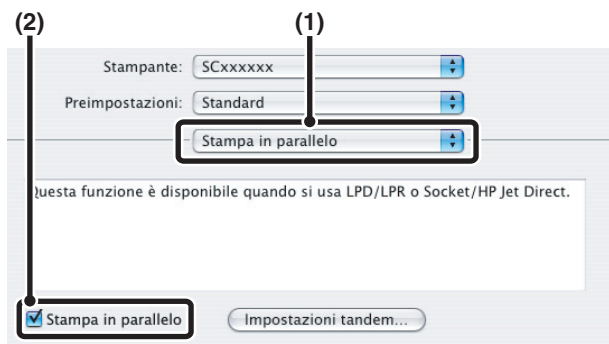 (2) (1)
Stampante: SCxxxxxx
Preimpostazioni: Standard
Stampa in parallelo
Questa funzione è disponibile quando si usa LPD/LPR o Socket/HP Jet Direct.
Stampa in parallelo Impostazioni tandem...